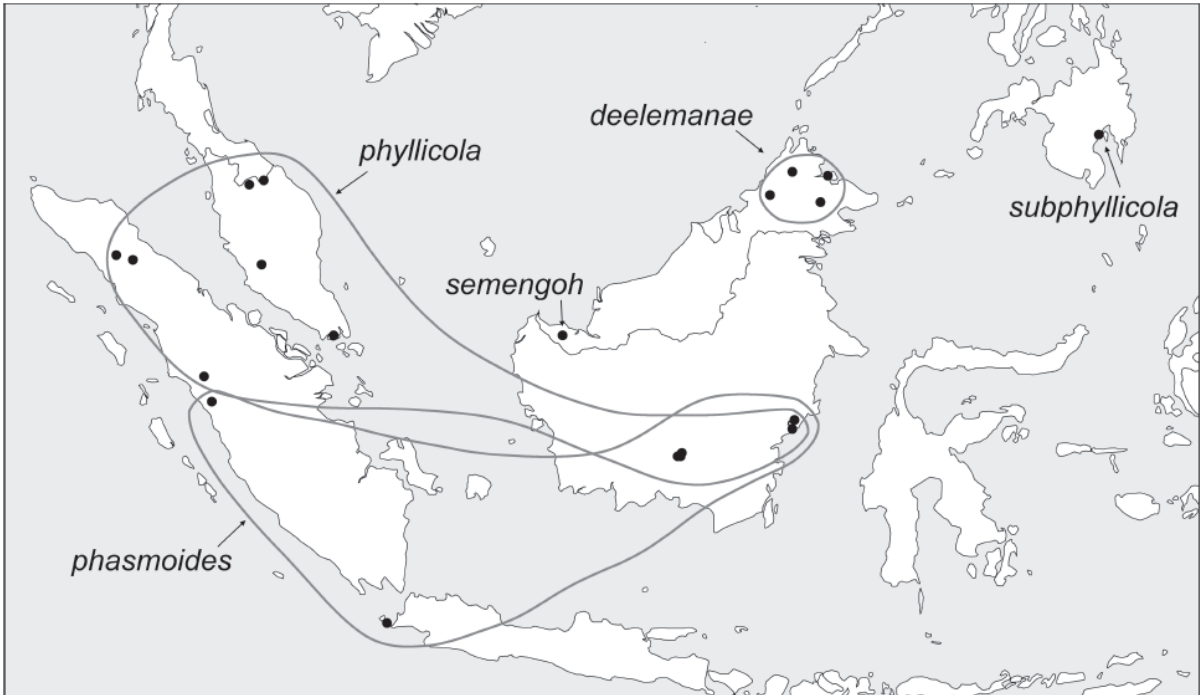 deelemanae
phyllicola
subphyllicola
semengoh
phasmoides